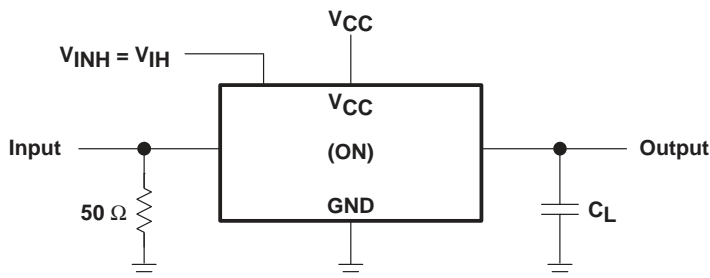 VCC
VINH = VIH
VCC
Input
(ON)
Output
50 Ω
GND
CL